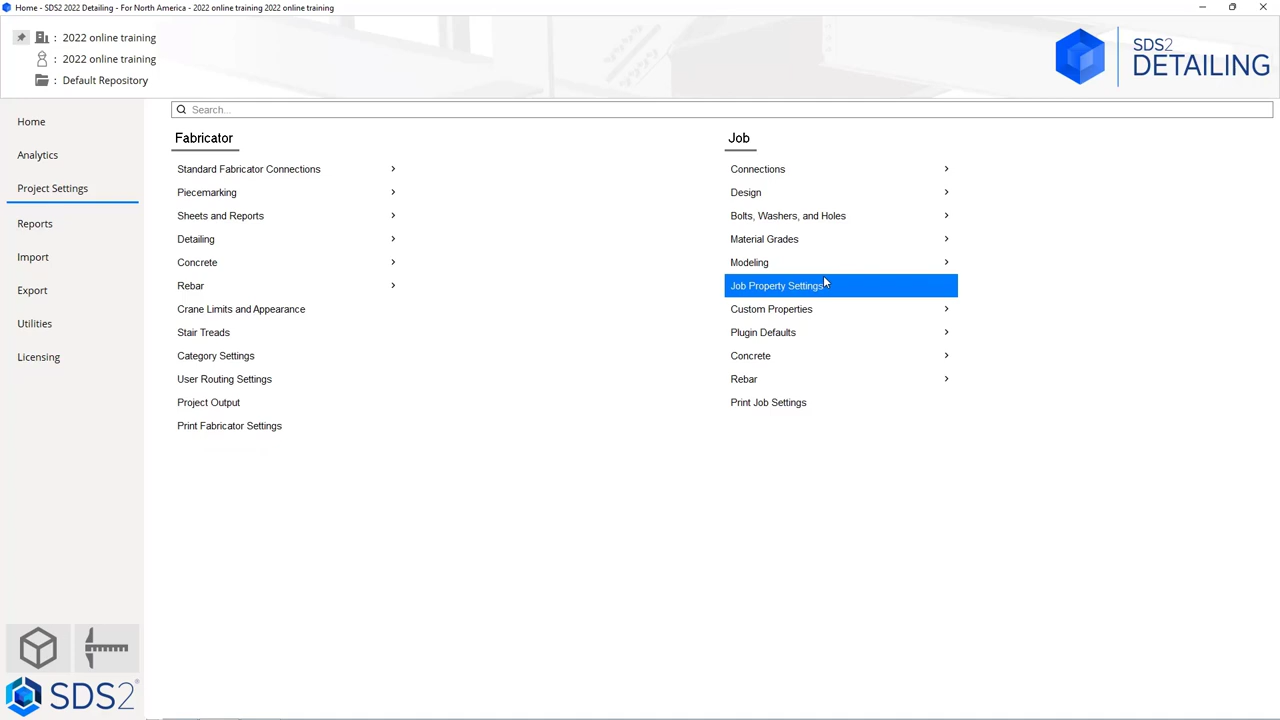 Home - SDS2 2022 Detailing - For North America - 2022 online training 2022 online training
: 2022 online training
: 2022 online training
: Default Repository
SDS2
DETAILING
Home
Analytics
Project Settings
Reports
Import
Export
Utilities
Licensing
Search...
Fabricator
Standard Fabricator Connections
Piecemarking
Sheets and Reports
Detailing
Concrete
Rebar
Crane Limits and Appearance
Stair Treads
Category Settings
User Routing Settings
Project Output
Print Fabricator Settings
Job
Connections
Design
Bolts, Washers, and Holes
Material Grades
Modeling
Job Property Settings
Custom Properties
Plugin Defaults
Concrete
Rebar
Print Job Settings
SDS2®